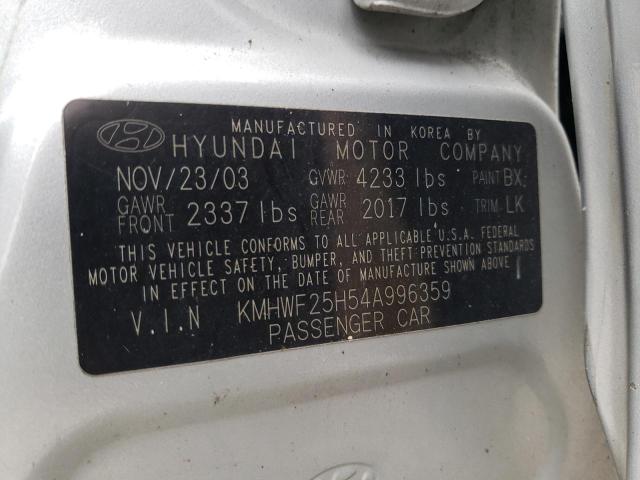 MANUFACTURED IN KOREA BY
HYUNDAI MOTOR COMPANY
NOV/23/03 GVWR 4233 lbs PAINT BX
GAWR FRONT 2337 lbs GAWR REAR 2017 lbs TRIM LK
THIS VEHICLE CONFORMS TO ALL APPLICABLE U.S.A. FEDERAL
MOTOR VEHICLE SAFETY, BUMPER, AND THEFT PREVENTION STANDARDS
IN EFFECT ON THE DATE OF MANUFACTURE SHOWN ABOVE
V.I.N KMHWF25H54A996359
PASSENGER CAR